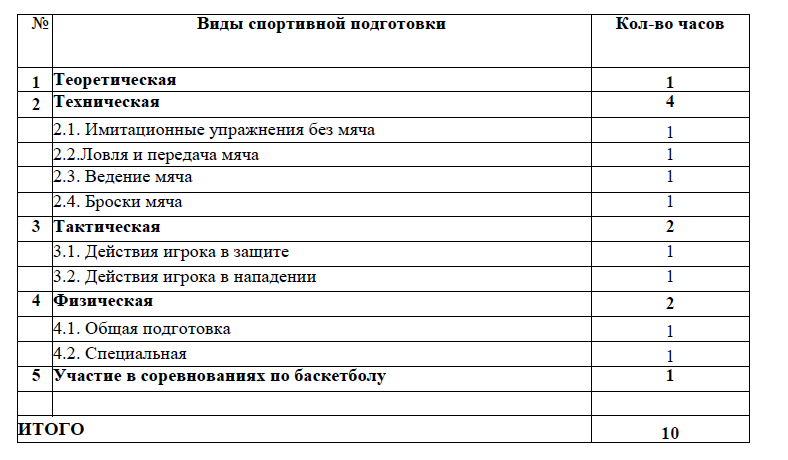 № Виды спортивной подготовки Кол-во часов
1 Теоретическая 1
2 Техническая 4
2.1. Имитационные упражнения без мяча 1
2.2.Ловля и передача мяча 1
2.3. Ведение мяча 1
2.4. Броски мяча 1
3 Тактическая 2
3.1. Действия игрока в защите 1
3.2. Действия игрока в нападении 1
4 Физическая 2
4.1. Общая подготовка 1
4.2. Специальная 1
5 Участие в соревнованиях по баскетболу 1
ИТОГО 10